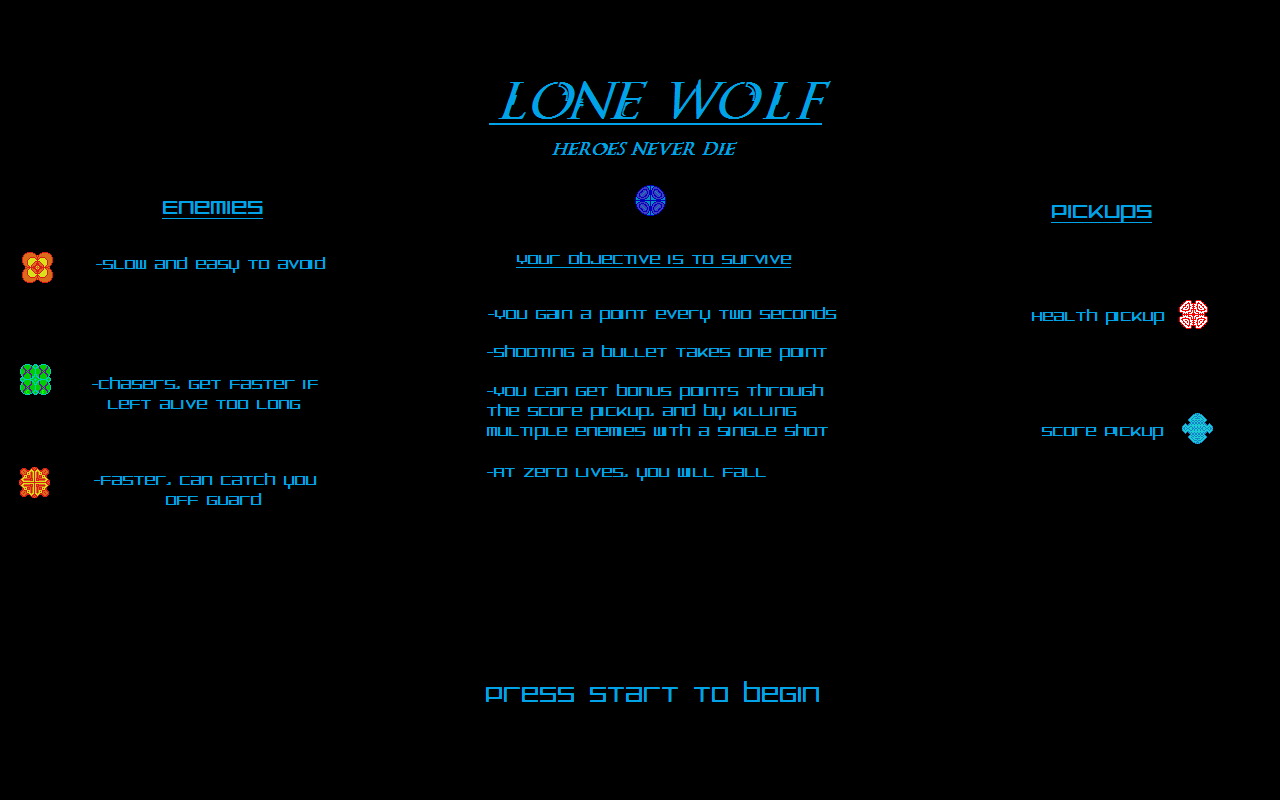 LONE WOLF
HEROES NEVER DIE
Enemies
-Slow and easy to avoid
-Chasers, get faster if
left alive too long
-Faster, can catch you
off guard
Your objective is to survive
-You gain a point every two seconds
-Shooting a bullet takes one point
-You can get bonus points through
the score pickup, and by killing
multiple enemies with a single shot
-At zero lives, you will fall
Pickups
Health pickup
Score pickup
Press start to begin